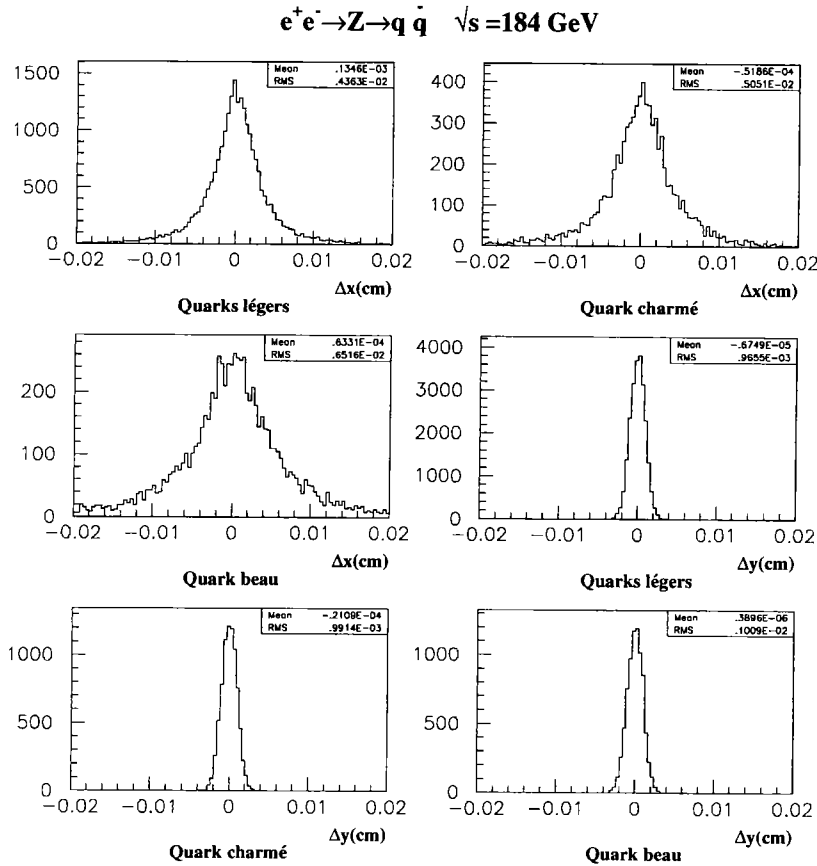 e+e-→Z→q q̄ √s =184 GeV
Mean .1346E-03
RMS .4363E-02
1500
1000
500
0
-0.02 -0.01 0 0.01 0.02
Δx(cm)
Quarks légers
Mean -.5186E-04
RMS .5051E-02
400
300
200
100
0
-0.02 -0.01 0 0.01 0.02
Δx(cm)
Quark charmé
Mean .6331E-04
RMS .6516E-02
200
100
0
-0.02 -0.01 0 0.01 0.02
Δx(cm)
Quark beau
Mean -.6749E-05
RMS .9655E-03
4000
3000
2000
1000
0
-0.02 -0.01 0 0.01 0.02
Δy(cm)
Quarks légers
Mean -.2109E-04
RMS .9914E-03
1000
500
0
-0.02 -0.01 0 0.01 0.02
Δy(cm)
Quark charmé
Mean .3896E-06
RMS .1009E-02
1000
500
0
-0.02 -0.01 0 0.01 0.02
Δy(cm)
Quark beau